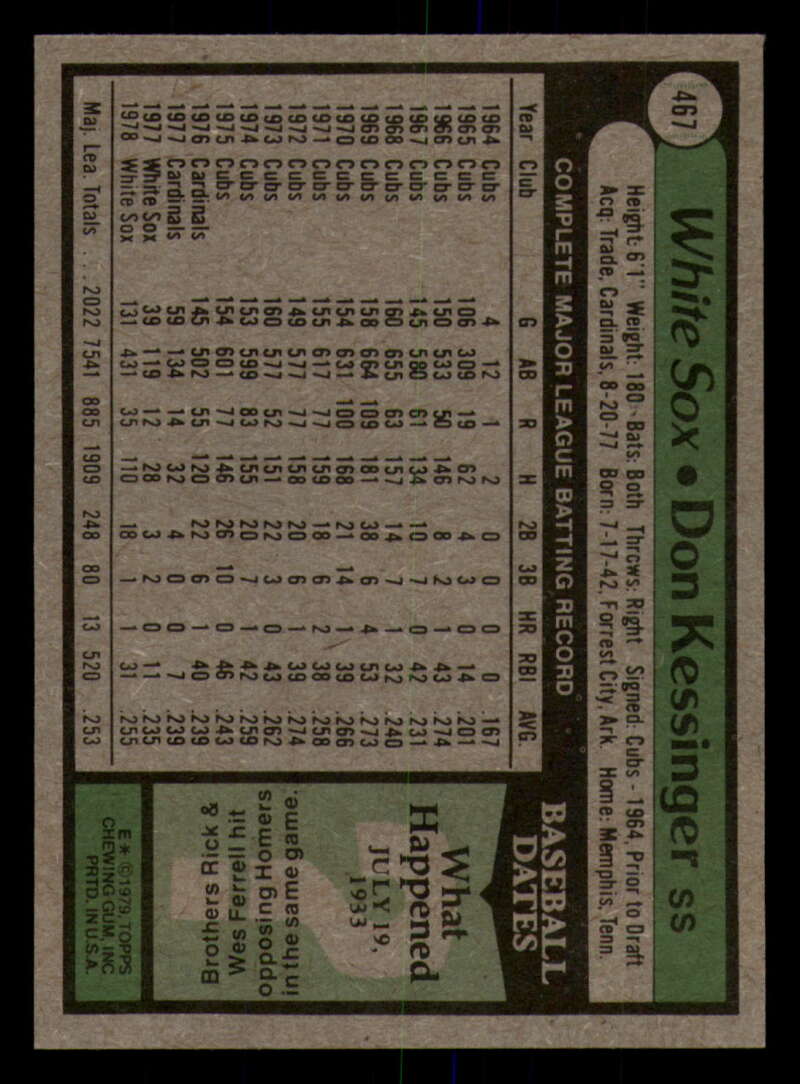 467
White Sox • Don Kessinger SS
Height: 6'1" Weight: 180 Bats: Both Throws: Right Signed: Cubs - 1964, Prior to Draft
Acq: Trade, Cardinals, 8-20-77 Born: 7-17-42, Forrest City, Ark. Home: Memphis, Tenn.
COMPLETE MAJOR LEAGUE BATTING RECORD
Year Club G AB R H 2B 3B HR RBI AVG.
1964 Cubs 4 12 1 2 0 0 0 0 .167
1965 Cubs 106 309 19 62 4 3 0 14 .201
1966 Cubs 150 533 50 146 8 2 1 43 .274
1967 Cubs 145 580 61 134 10 7 0 42 .231
1968 Cubs 160 655 63 157 14 7 1 32 .240
1969 Cubs 158 664 109 181 38 6 4 53 .273
1970 Cubs 154 631 100 168 21 14 1 39 .266
1971 Cubs 155 617 77 159 18 6 2 38 .258
1972 Cubs 149 577 77 158 20 6 1 39 .274
1973 Cubs 160 577 52 151 22 3 0 43 .262
1974 Cubs 153 599 83 155 20 7 1 42 .259
1975 Cubs 154 601 77 146 26 10 0 46 .243
1976 Cardinals 145 502 55 120 22 6 1 40 .239
1977 Cardinals 59 134 14 32 4 0 0 7 .239
1977 White Sox 39 119 12 28 3 2 0 11 .235
1978 White Sox 131 431 35 110 18 1 1 31 .255
Maj. Lea. Totals . . . 2022 7541 885 1909 248 80 13 520 .253
BASEBALL
DATES
What
Happened
JULY 19,
1933
Brothers Rick &
Wes Ferrell hit
opposing Homers
in the same game.
E * ©1979, TOPPS
CHEWING GUM, INC
PRTD. IN U.S.A.